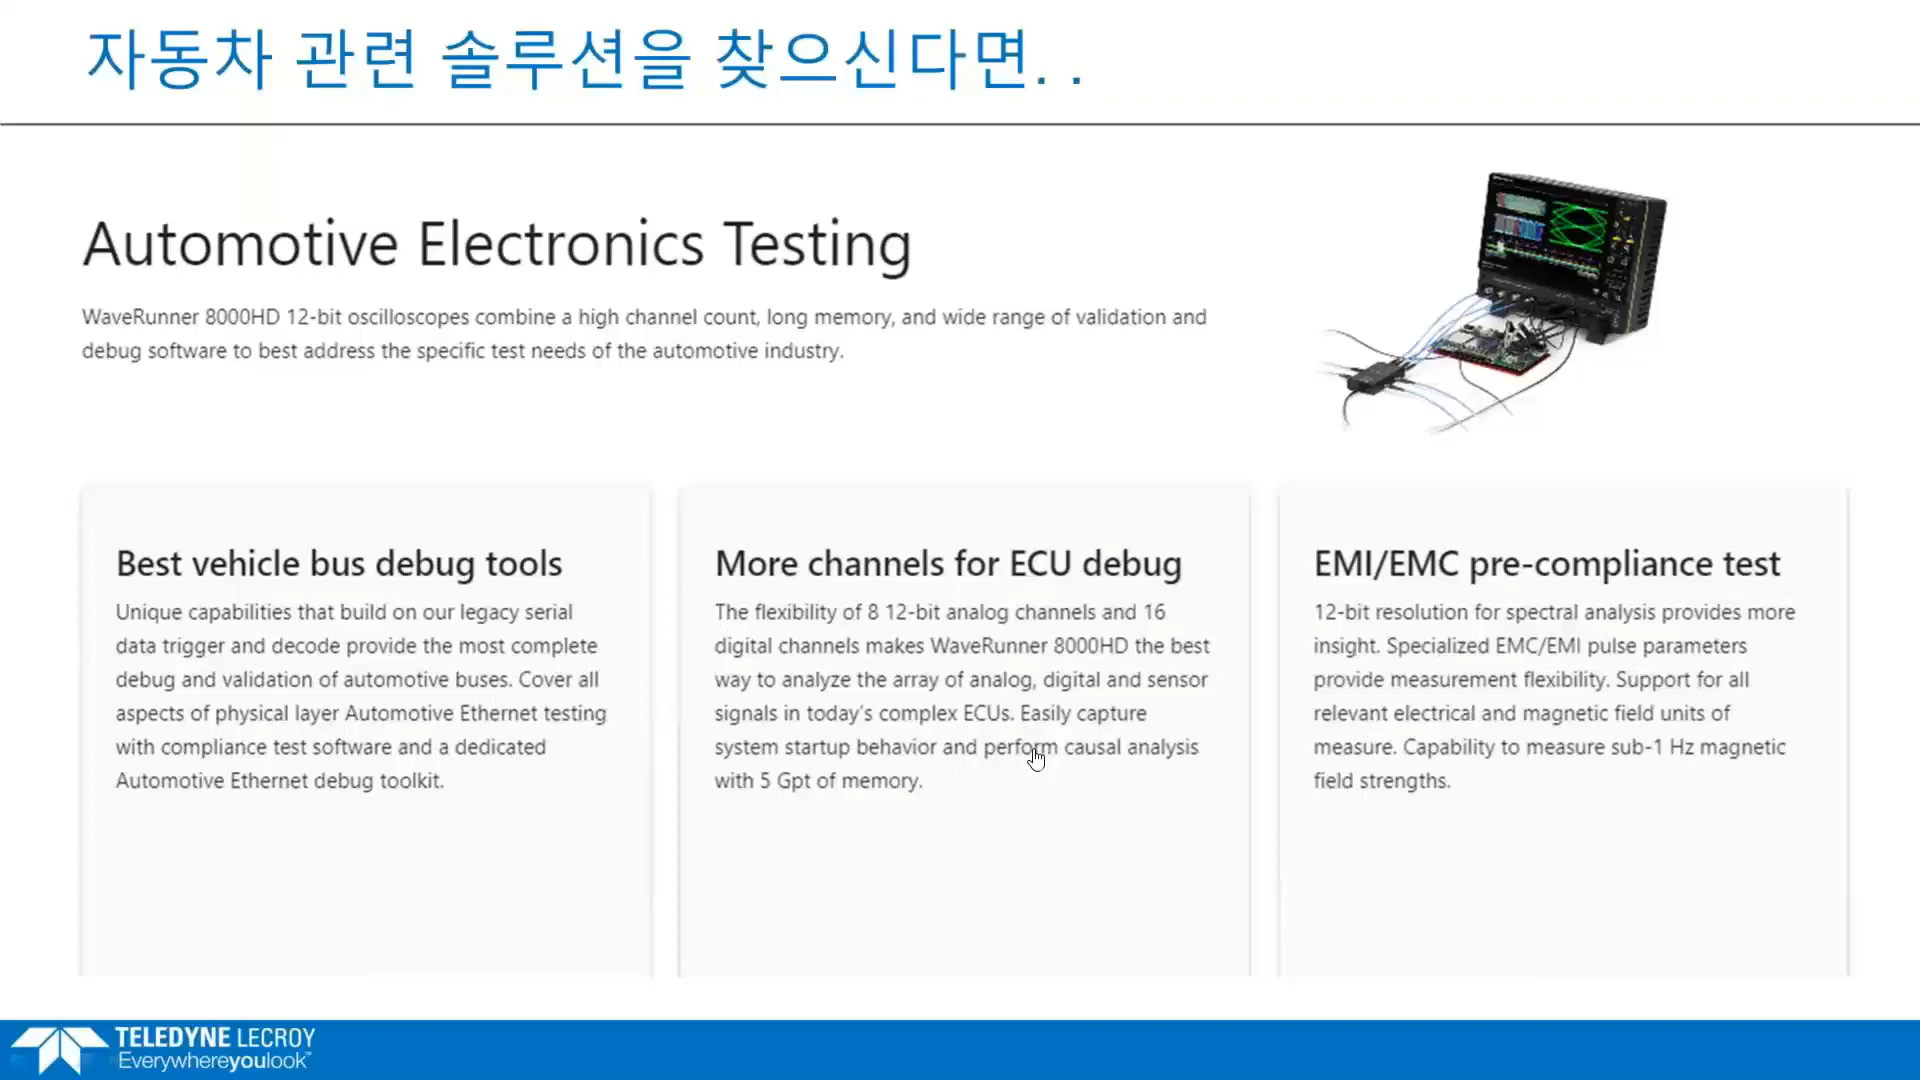 자동차 관련 솔루션을 찾으신다면. .
Automotive Electronics Testing
WaveRunner 8000HD 12-bit oscilloscopes combine a high channel count, long memory, and wide range of validation and
debug software to best address the specific test needs of the automotive industry.
Best vehicle bus debug tools
Unique capabilities that build on our legacy serial
data trigger and decode provide the most complete
debug and validation of automotive buses. Cover all
aspects of physical layer Automotive Ethernet testing
with compliance test software and a dedicated
Automotive Ethernet debug toolkit.
More channels for ECU debug
The flexibility of 8 12-bit analog channels and 16
digital channels makes WaveRunner 8000HD the best
way to analyze the array of analog, digital and sensor
signals in today's complex ECUs. Easily capture
system startup behavior and perform causal analysis
with 5 Gpt of memory.
EMI/EMC pre-compliance test
12-bit resolution for spectral analysis provides more
insight. Specialized EMC/EMI pulse parameters
provide measurement flexibility. Support for all
relevant electrical and magnetic field units of
measure. Capability to measure sub-1 Hz magnetic
field strengths.
TELEDYNE LECROY
Everywhereyoulook™